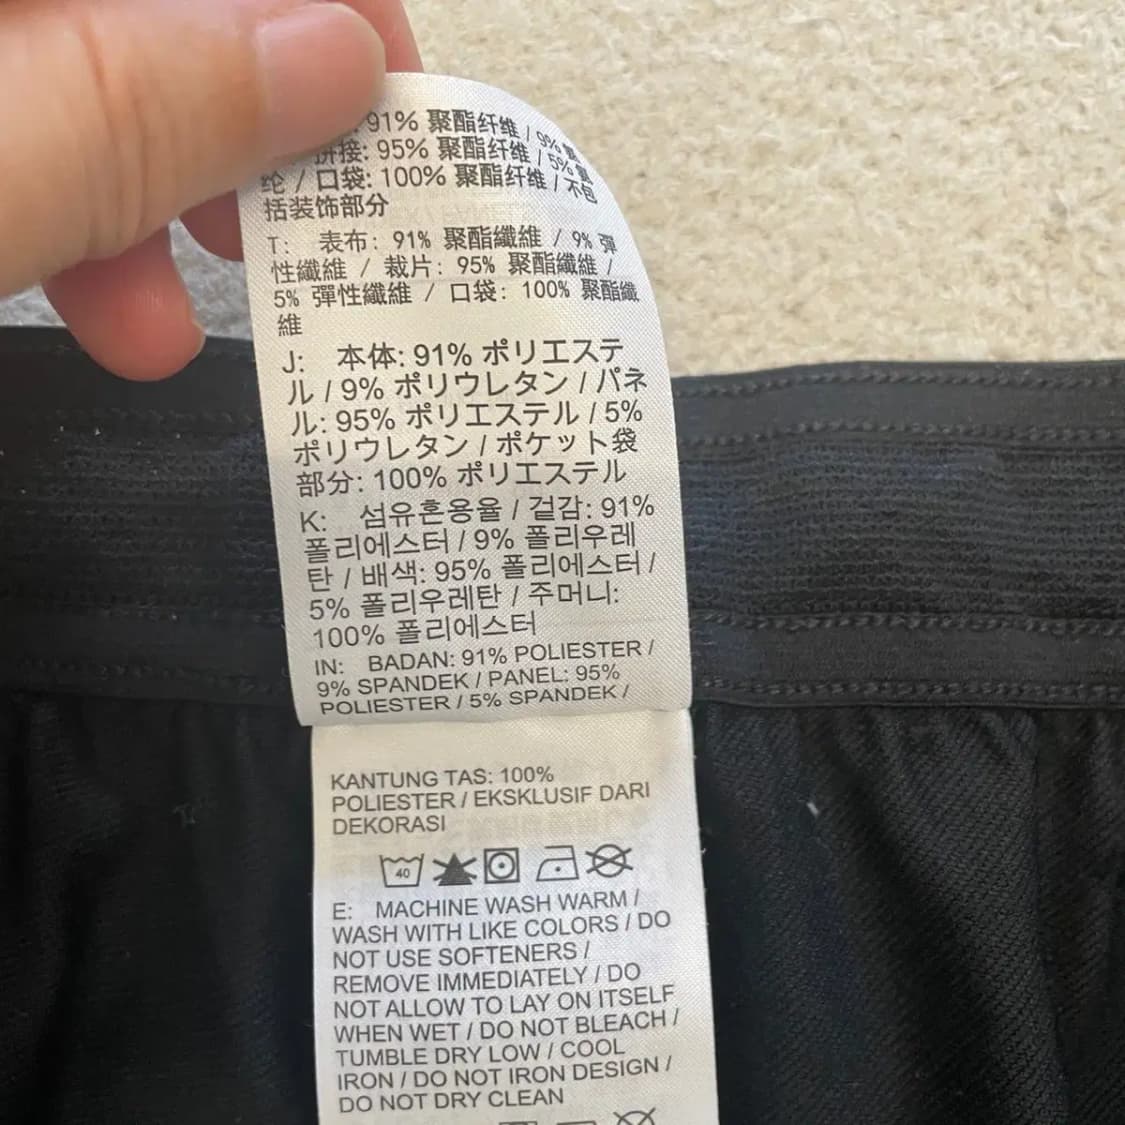 91% 聚酯纤维 / 9% 氨
拼接: 95% 聚酯纤维 / 5% 氨
纶 / 口袋: 100% 聚酯纤维 / 不包
括装饰部分
T: 表布: 91% 聚酯纖維 / 9% 彈
性纖維 / 裁片: 95% 聚酯纖維 /
5% 彈性纖維 / 口袋: 100% 聚酯纖
維
J: 本体: 91% ポリエステ
ル / 9% ポリウレタン / パネ
ル: 95% ポリエステル / 5%
ポリウレタン / ポケット袋
部分: 100% ポリエステル
K: 섬유혼용율 / 겉감: 91%
폴리에스터 / 9% 폴리우레
탄 / 배색: 95% 폴리에스터 /
5% 폴리우레탄 / 주머니:
100% 폴리에스터
IN: BADAN: 91% POLIESTER /
9% SPANDEK / PANEL: 95%
POLIESTER / 5% SPANDEK /
KANTUNG TAS: 100%
POLIESTER / EKSKLUSIF DARI
DEKORASI
40
E: MACHINE WASH WARM /
WASH WITH LIKE COLORS / DO
NOT USE SOFTENERS /
REMOVE IMMEDIATELY / DO
NOT ALLOW TO LAY ON ITSELF
WHEN WET / DO NOT BLEACH /
TUMBLE DRY LOW / COOL
IRON / DO NOT IRON DESIGN /
DO NOT DRY CLEAN